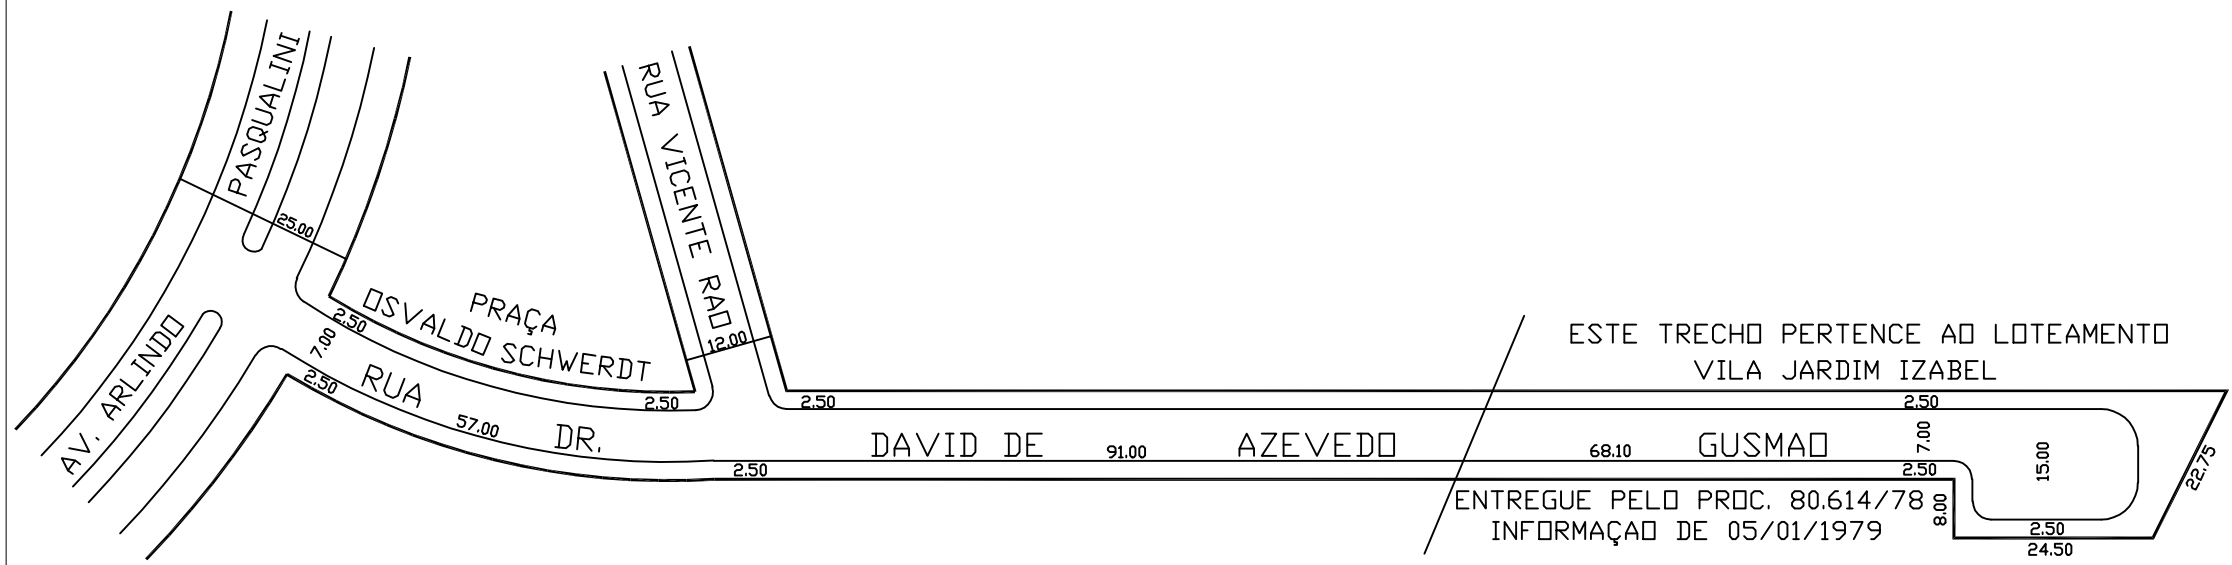 AV. ARLINDO
PASQUALINI
25.00
PRAÇA
OSVALDO SCHWERDT
RUA VICENTE RAO
12.00
2.50
7.00
2.50
RUA
57.00
DR.
2.50
2.50
2.50
DAVID DE
91.00
AZEVEDO
68.10
GUSMAO
ESTE TRECHO PERTENCE AO LOTEAMENTO
VILA JARDIM IZABEL
2.50
7.00
2.50
15.00
22.75
ENTREGUE PELO PROC. 80.614/78
INFORMAÇAO DE 05/01/1979
8.00
2.50
24.50